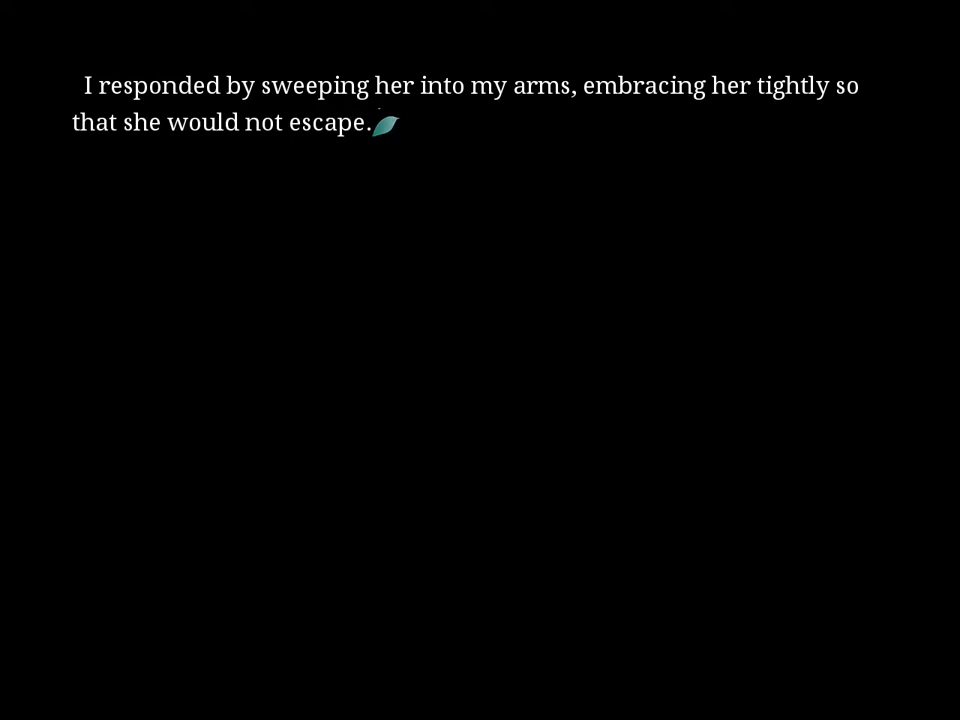 I responded by sweeping her into my arms, embracing her tightly so
that she would not escape.